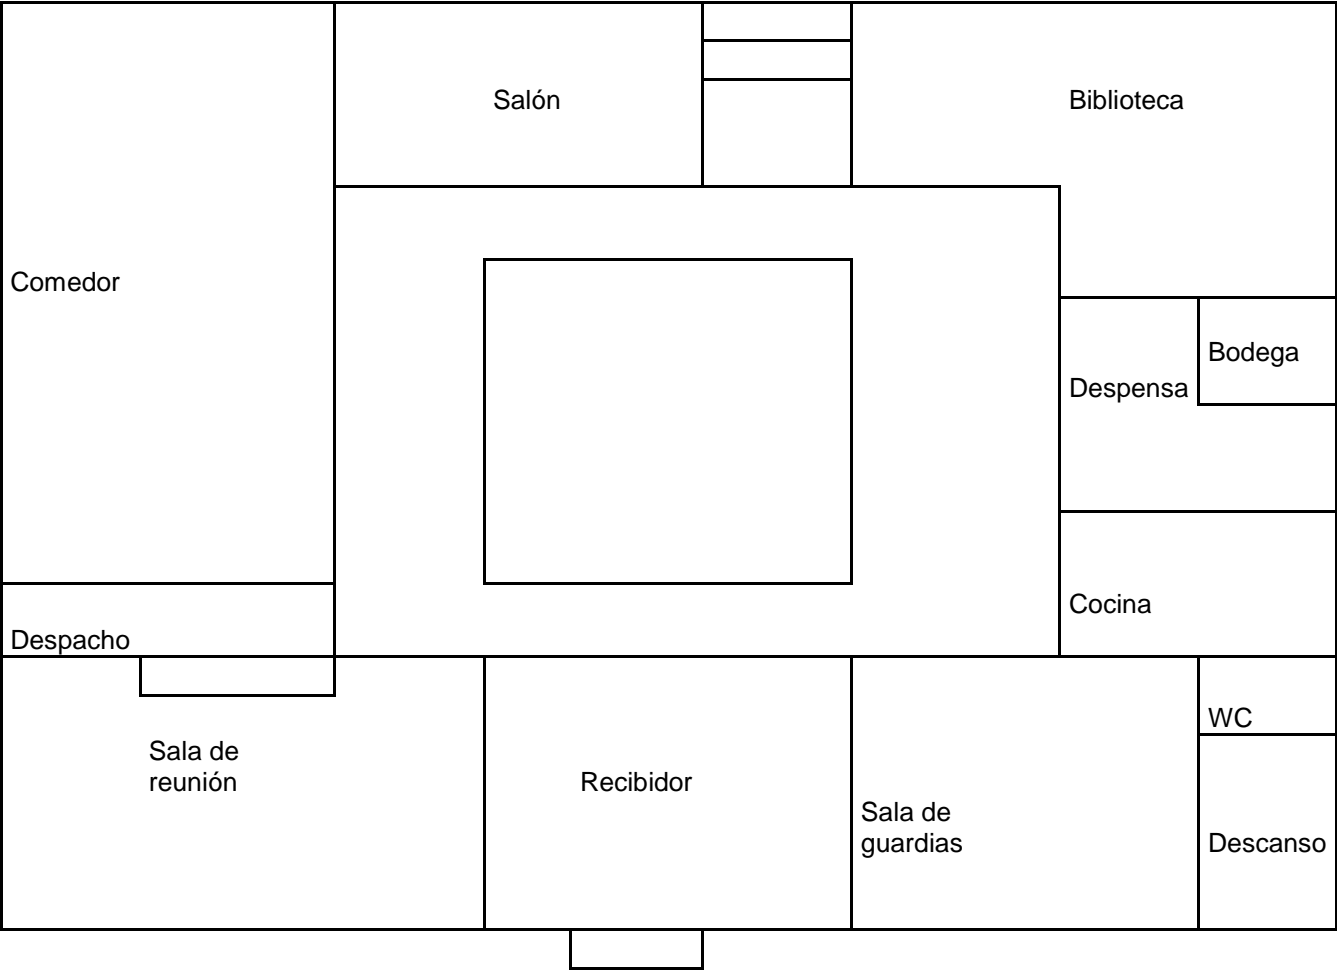 Salón
Biblioteca
Comedor
Bodega
Despensa
Cocina
Despacho
WC
Sala de
reunión
Recibidor
Sala de
guardias
Descanso